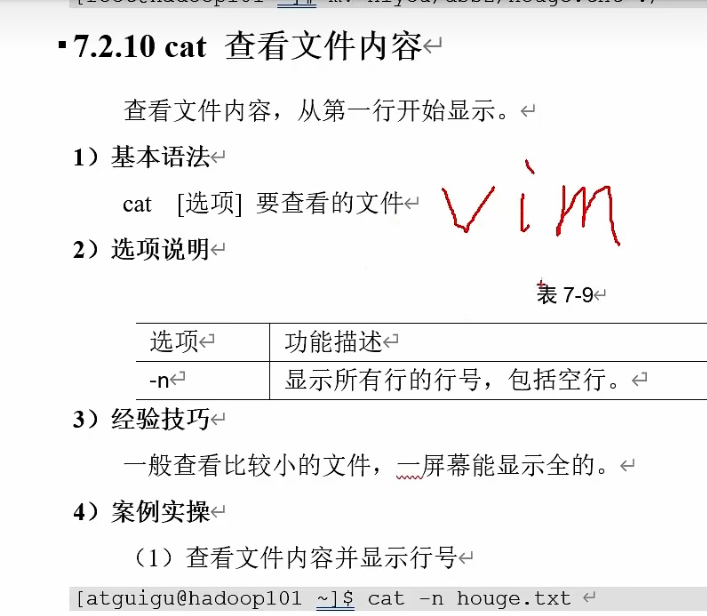 7.2.10 cat 查看文件内容
查看文件内容，从第一行开始显示。
1）基本语法
cat [选项] 要查看的文件
vim
2）选项说明
表 7-9
选项 功能描述
-n 显示所有行的行号，包括空行。
3）经验技巧
一般查看比较小的文件，一屏幕能显示全的。
4）案例实操
（1）查看文件内容并显示行号
[atguigu@hadoop101 ~]$ cat -n houge.txt